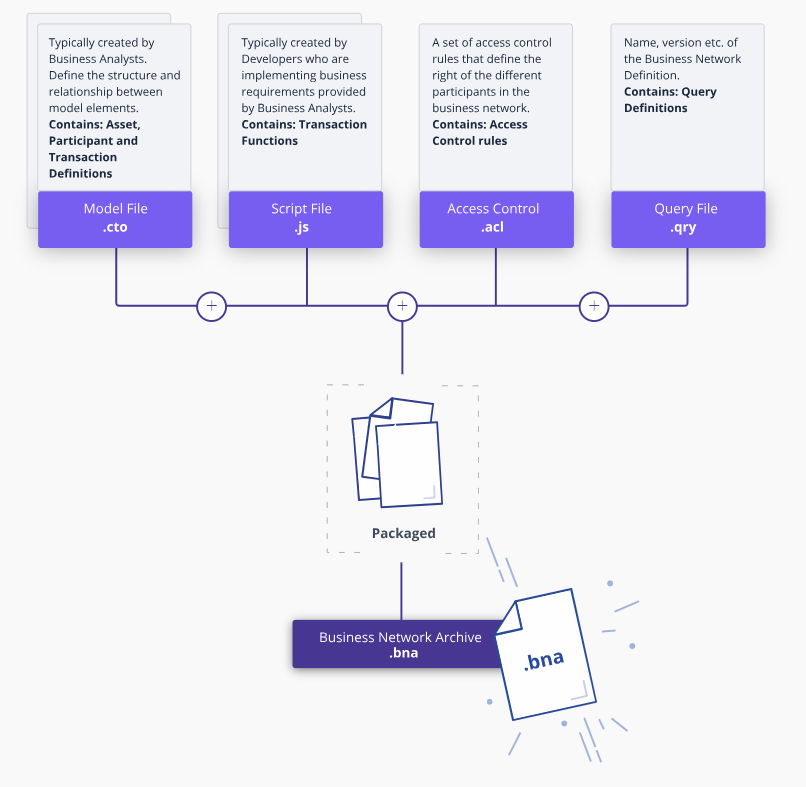 Typically created by
Business Analysts.
Define the structure and
relationship between
model elements.
Contains: Asset,
Participant and
Transaction
Definitions
Model File
.cto
Typically created by
Developers who are
implementing business
requirements provided
by Business Analysts.
Contains: Transaction
Functions
Script File
.js
A set of access control
rules that define the
right of the different
participants in the
business network.
Contains: Access
Control rules
Access Control
.acl
Name, version etc. of
the Business Network
Definition.
Contains: Query
Definitions
Query File
.qry
Packaged
Business Network Archive
.bna
.bna